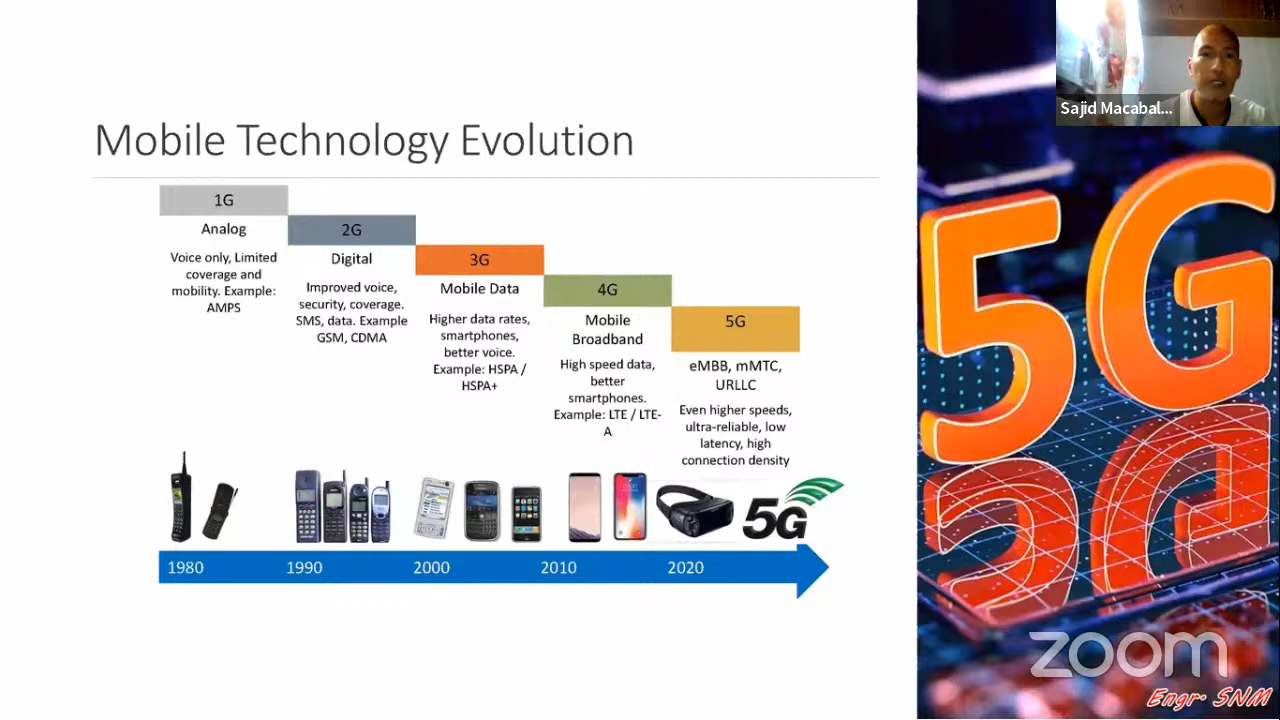 Sajid Macabal...
Mobile Technology Evolution
1G
Analog
Voice only, Limited
coverage and
mobility. Example:
AMPS
2G
Digital
Improved voice,
security, coverage.
SMS, data. Example
GSM, CDMA
3G
Mobile Data
Higher data rates,
smartphones,
better voice.
Example: HSPA /
HSPA+
4G
Mobile
Broadband
High speed data,
better
smartphones.
Example: LTE / LTE-
A
5G
eMBB, mMTC,
URLLC
Even higher speeds,
ultra-reliable, low
latency, high
connection density
5G
1980 1990 2000 2010 2020
5G
zoom
Engr. SNM